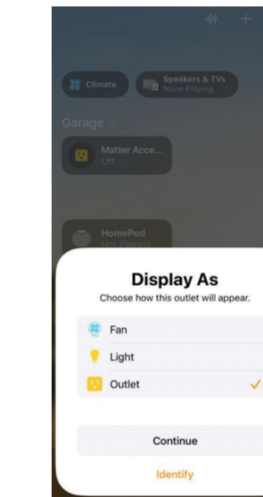 Climate
Speakers & TVs
None Playing
Garage
Matter Acce...
Off
HomePod
Not Playing
Display As
Choose how this outlet will appear.
Fan
Light
Outlet
Continue
Identify